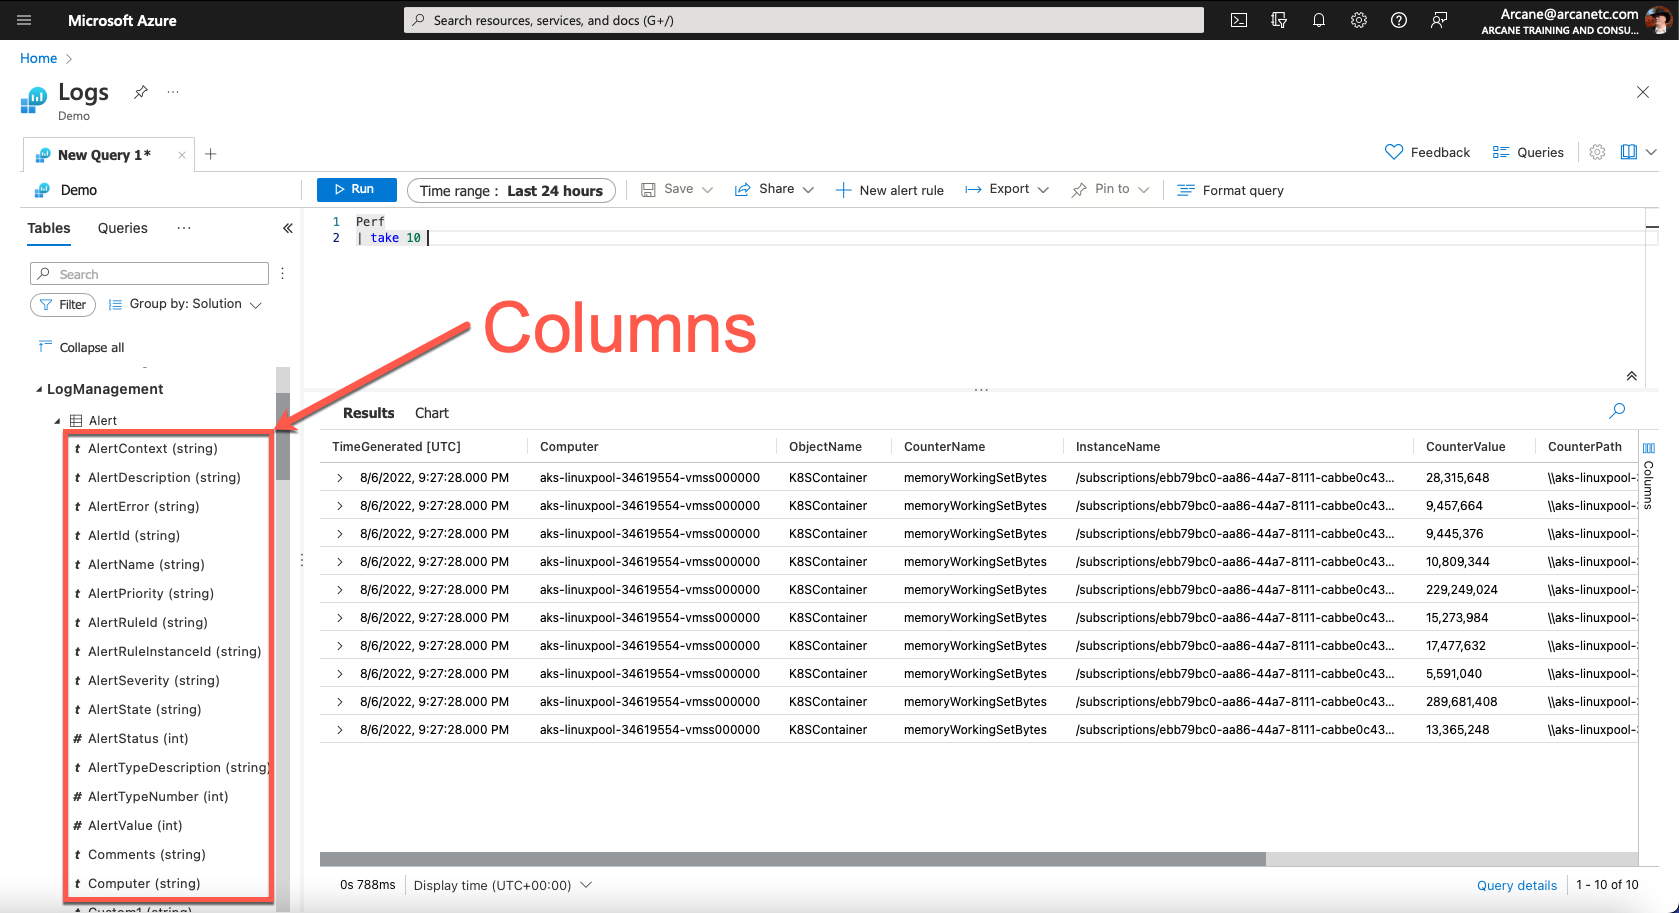 Microsoft Azure
Search resources, services, and docs (G+/)
Arcane@arcanetc.com
ARCANE TRAINING AND CONSU...
Home
Logs
Demo
New Query 1*
Feedback
Queries
Demo
Run
Time range : Last 24 hours
Save
Share
New alert rule
Export
Pin to
Format query
Tables
Queries
1 Perf
2 | take 10
Search
Filter
Group by: Solution
Collapse all
Columns
LogManagement
Alert
AlertContext (string)
AlertDescription (string)
AlertError (string)
AlertId (string)
AlertName (string)
AlertPriority (string)
AlertRuleId (string)
AlertRuleInstanceId (string)
AlertSeverity (string)
AlertState (string)
AlertStatus (int)
AlertTypeDescription (string)
AlertTypeNumber (int)
AlertValue (int)
Comments (string)
Computer (string)
Custom1 (string)
Results Chart
TimeGenerated [UTC] Computer ObjectName CounterName InstanceName CounterValue CounterPath
8/6/2022, 9:27:28.000 PM aks-linuxpool-34619554-vmss000000 K8SContainer memoryWorkingSetBytes /subscriptions/ebb79bc0-aa86-44a7-8111-cabbe0c43... 28,315,648 \\aks-linuxpool-
8/6/2022, 9:27:28.000 PM aks-linuxpool-34619554-vmss000000 K8SContainer memoryWorkingSetBytes /subscriptions/ebb79bc0-aa86-44a7-8111-cabbe0c43... 9,457,664 \\aks-linuxpool-
8/6/2022, 9:27:28.000 PM aks-linuxpool-34619554-vmss000000 K8SContainer memoryWorkingSetBytes /subscriptions/ebb79bc0-aa86-44a7-8111-cabbe0c43... 9,445,376 \\aks-linuxpool-
8/6/2022, 9:27:28.000 PM aks-linuxpool-34619554-vmss000000 K8SContainer memoryWorkingSetBytes /subscriptions/ebb79bc0-aa86-44a7-8111-cabbe0c43... 10,809,344 \\aks-linuxpool-
8/6/2022, 9:27:28.000 PM aks-linuxpool-34619554-vmss000000 K8SContainer memoryWorkingSetBytes /subscriptions/ebb79bc0-aa86-44a7-8111-cabbe0c43... 229,249,024 \\aks-linuxpool-
8/6/2022, 9:27:28.000 PM aks-linuxpool-34619554-vmss000000 K8SContainer memoryWorkingSetBytes /subscriptions/ebb79bc0-aa86-44a7-8111-cabbe0c43... 15,273,984 \\aks-linuxpool-
8/6/2022, 9:27:28.000 PM aks-linuxpool-34619554-vmss000000 K8SContainer memoryWorkingSetBytes /subscriptions/ebb79bc0-aa86-44a7-8111-cabbe0c43... 17,477,632 \\aks-linuxpool-
8/6/2022, 9:27:28.000 PM aks-linuxpool-34619554-vmss000000 K8SContainer memoryWorkingSetBytes /subscriptions/ebb79bc0-aa86-44a7-8111-cabbe0c43... 5,591,040 \\aks-linuxpool-
8/6/2022, 9:27:28.000 PM aks-linuxpool-34619554-vmss000000 K8SContainer memoryWorkingSetBytes /subscriptions/ebb79bc0-aa86-44a7-8111-cabbe0c43... 289,681,408 \\aks-linuxpool-
8/6/2022, 9:27:28.000 PM aks-linuxpool-34619554-vmss000000 K8SContainer memoryWorkingSetBytes /subscriptions/ebb79bc0-aa86-44a7-8111-cabbe0c43... 13,365,248 \\aks-linuxpool-
Columns
0s 788ms
Display time (UTC+00:00)
Query details
1 - 10 of 10